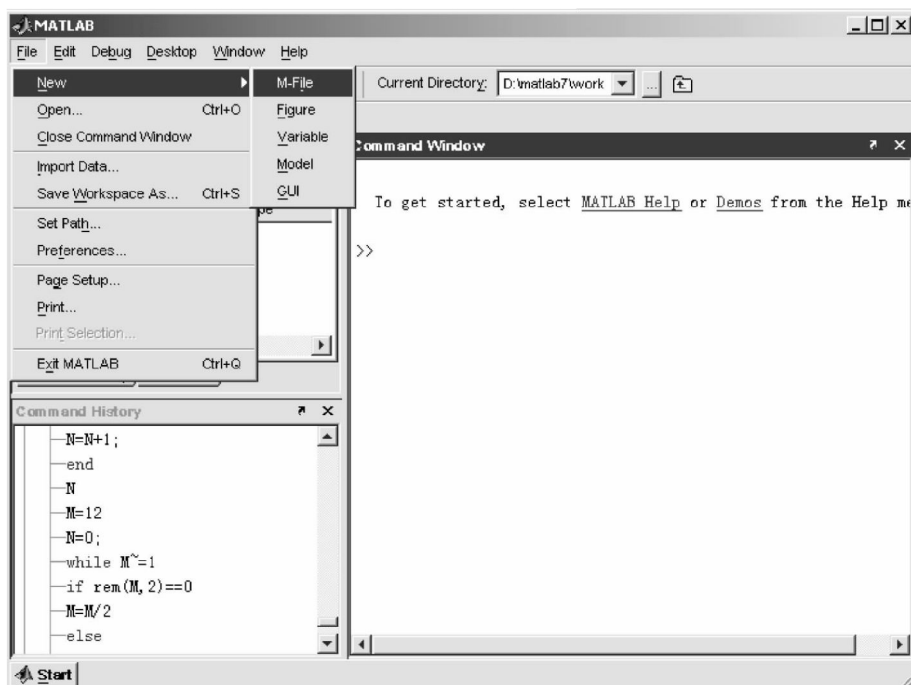 MATLAB
File Edit Debug Desktop Window Help
New
Open... Ctrl+O
Close Command Window
Import Data...
Save Workspace As... Ctrl+S
Set Path...
Preferences...
Page Setup...
Print...
Print Selection...
Exit MATLAB Ctrl+Q
M-File
Figure
Variable
Model
GUI
Current Directory: D:\matlab7\work ...
Command Window
To get started, select MATLAB Help or Demos from the Help me
>>
Command History
N=N+1;
end
N
M=12
N=0;
while M~=1
if rem(M,2)==0
M=M/2
else
Start